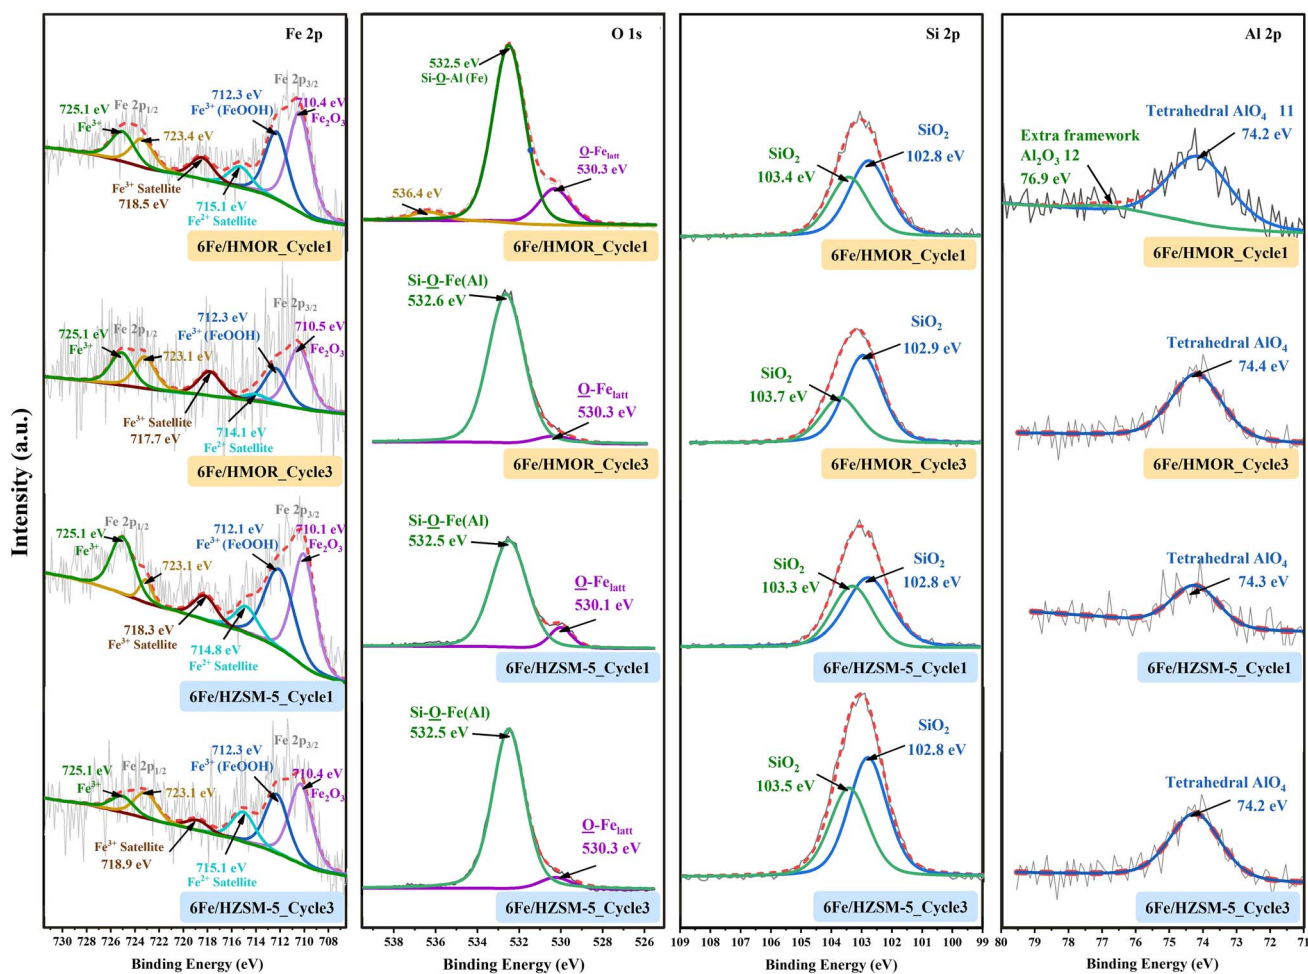 Intensity (a.u.)
Fe 2p
725.1 eV
Fe³⁺
Fe 2p₁/₂
723.4 eV
Fe³⁺ Satellite
718.5 eV
715.1 eV
Fe²⁺ Satellite
712.3 eV
Fe³⁺ (FeOOH)
Fe 2p₃/₂
710.4 eV
Fe₂O₃
6Fe/HMOR_Cycle1
725.1 eV
Fe³⁺
Fe 2p₁/₂
723.1 eV
Fe³⁺ Satellite
717.7 eV
714.1 eV
Fe²⁺ Satellite
712.3 eV
Fe³⁺ (FeOOH)
Fe 2p₃/₂
710.5 eV
Fe₂O₃
6Fe/HMOR_Cycle3
725.1 eV
Fe³⁺
Fe 2p₁/₂
723.1 eV
718.3 eV
Fe³⁺ Satellite
714.8 eV
Fe²⁺ Satellite
712.1 eV
Fe³⁺ (FeOOH)
Fe 2p₃/₂
710.1 eV
Fe₂O₃
6Fe/HZSM-5_Cycle1
725.1 eV
Fe³⁺
Fe 2p₁/₂
723.1 eV
Fe³⁺ Satellite
718.9 eV
715.1 eV
Fe²⁺ Satellite
712.3 eV
Fe³⁺ (FeOOH)
Fe 2p₃/₂
710.4 eV
Fe₂O₃
6Fe/HZSM-5_Cycle3
730 728 726 724 722 720 718 716 714 712 710 708
Binding Energy (eV)
O 1s
532.5 eV
Si-O-Al (Fe)
O-Feₗₐₜₜ
530.3 eV
536.4 eV
6Fe/HMOR_Cycle1
Si-O-Fe(Al)
532.6 eV
O-Feₗₐₜₜ
530.3 eV
6Fe/HMOR_Cycle3
Si-O-Fe(Al)
532.5 eV
O-Feₗₐₜₜ
530.1 eV
6Fe/HZSM-5_Cycle1
Si-O-Fe(Al)
532.5 eV
O-Feₗₐₜₜ
530.3 eV
6Fe/HZSM-5_Cycle3
538 536 534 532 530 528 526
Binding Energy (eV)
Si 2p
SiO₂
102.8 eV
SiO₂
103.4 eV
6Fe/HMOR_Cycle1
SiO₂
102.9 eV
SiO₂
103.7 eV
6Fe/HMOR_Cycle3
SiO₂
102.8 eV
SiO₂
103.3 eV
6Fe/HZSM-5_Cycle1
SiO₂
102.8 eV
SiO₂
103.5 eV
6Fe/HZSM-5_Cycle3
109 108 107 106 105 104 103 102 101 100 99
Binding Energy (eV)
Al 2p
Tetrahedral AlO₄ 11
74.2 eV
Extra framework
Al₂O₃ 12
76.9 eV
6Fe/HMOR_Cycle1
Tetrahedral AlO₄
74.4 eV
6Fe/HMOR_Cycle3
Tetrahedral AlO₄
74.3 eV
6Fe/HZSM-5_Cycle1
Tetrahedral AlO₄
74.2 eV
6Fe/HZSM-5_Cycle3
80 79 78 77 76 75 74 73 72 71
Binding Energy (eV)